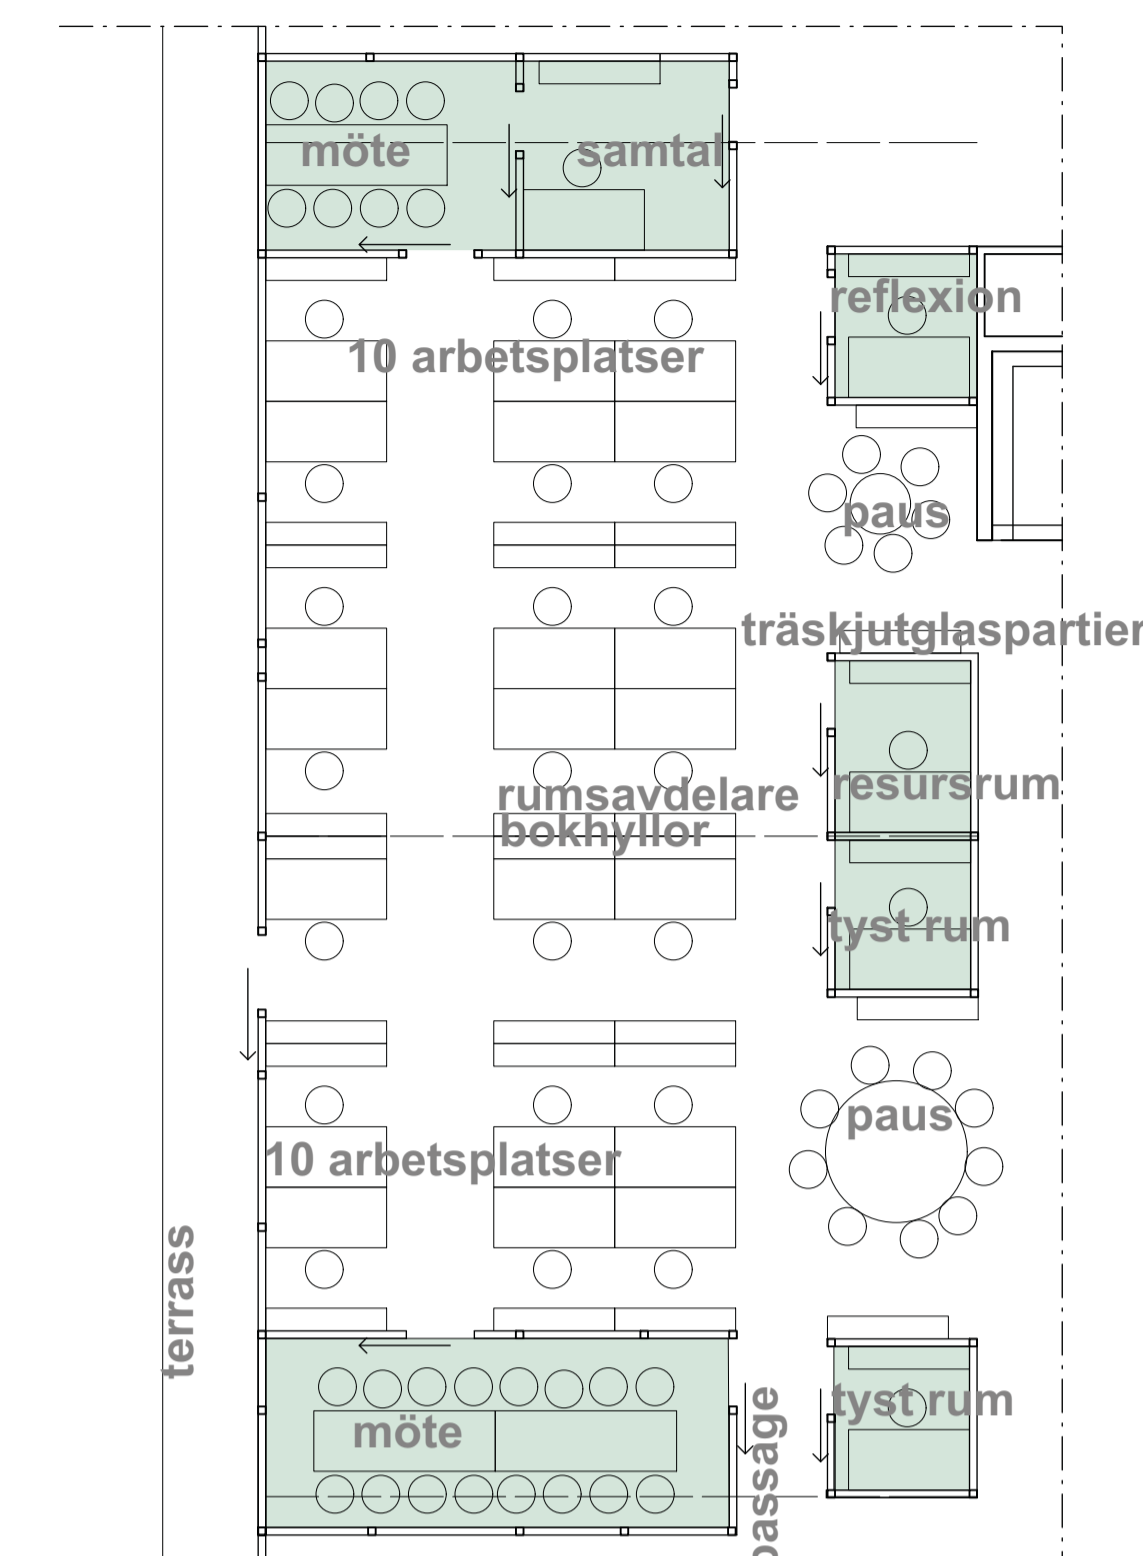 möte
samtal
reflexion
10 arbetsplatser
paus
träskjutglaspartier
rumsavdelare
bokhyllor
resursrum
tyst rum
paus
10 arbetsplatser
terrass
tyst rum
möte
passage